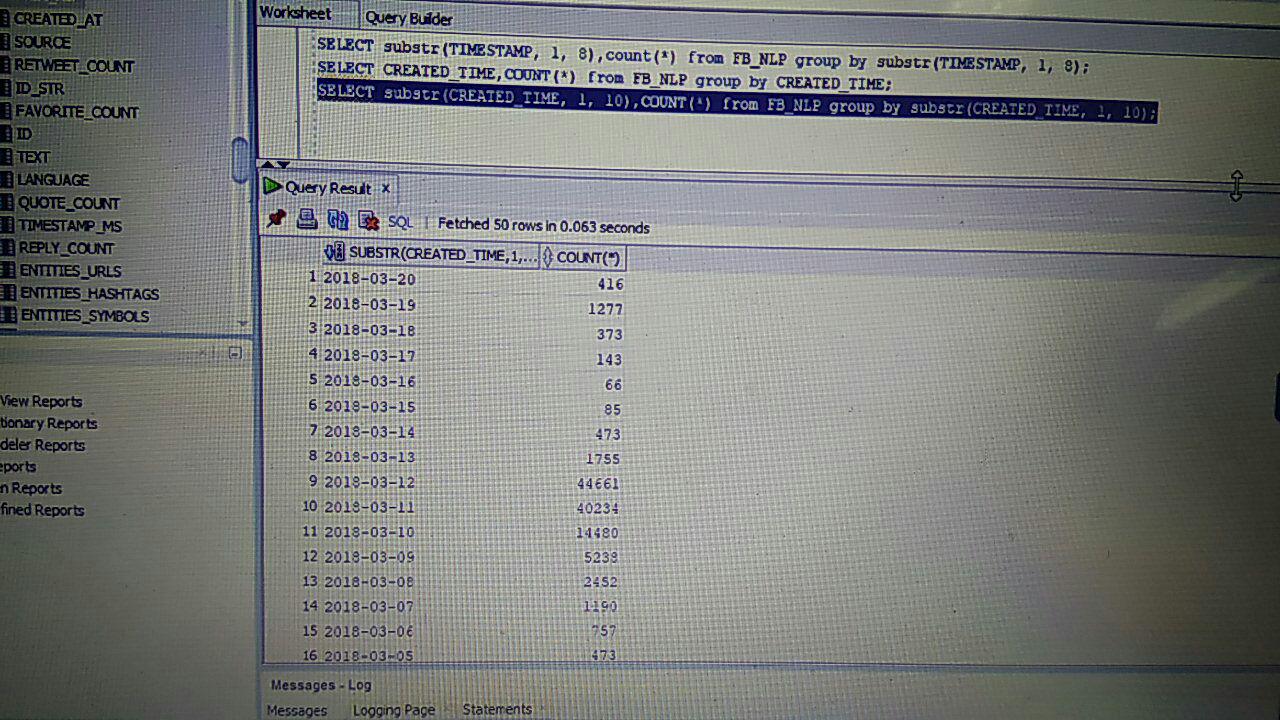 CREATED_AT
SOURCE
RETWEET_COUNT
ID_STR
FAVORITE_COUNT
ID
TEXT
LANGUAGE
QUOTE_COUNT
TIMESTAMP_MS
REPLY_COUNT
ENTITIES_URLS
ENTITIES_HASHTAGS
ENTITIES_SYMBOLS
View Reports
tionary Reports
deler Reports
eports
n Reports
fined Reports
Worksheet Query Builder
SELECT substr(TIMESTAMP, 1, 8),count(*) from FB_NLP group by substr(TIMESTAMP, 1, 8);
SELECT CREATED_TIME,COUNT(*) from FB_NLP group by CREATED_TIME;
SELECT substr(CREATED_TIME, 1, 10),COUNT(*) from FB_NLP group by substr(CREATED_TIME, 1, 10);
Query Result x
SQL | Fetched 50 rows in 0.063 seconds
SUBSTR(CREATED_TIME,1,... COUNT(*)
1 2018-03-20 416
2 2018-03-19 1277
3 2018-03-18 373
4 2018-03-17 143
5 2018-03-16 66
6 2018-03-15 85
7 2018-03-14 473
8 2018-03-13 1755
9 2018-03-12 44661
10 2018-03-11 40234
11 2018-03-10 14480
12 2018-03-09 5238
13 2018-03-08 2452
14 2018-03-07 1190
15 2018-03-06 757
16 2018-03-05 473
Messages - Log
Messages Logging Page Statements